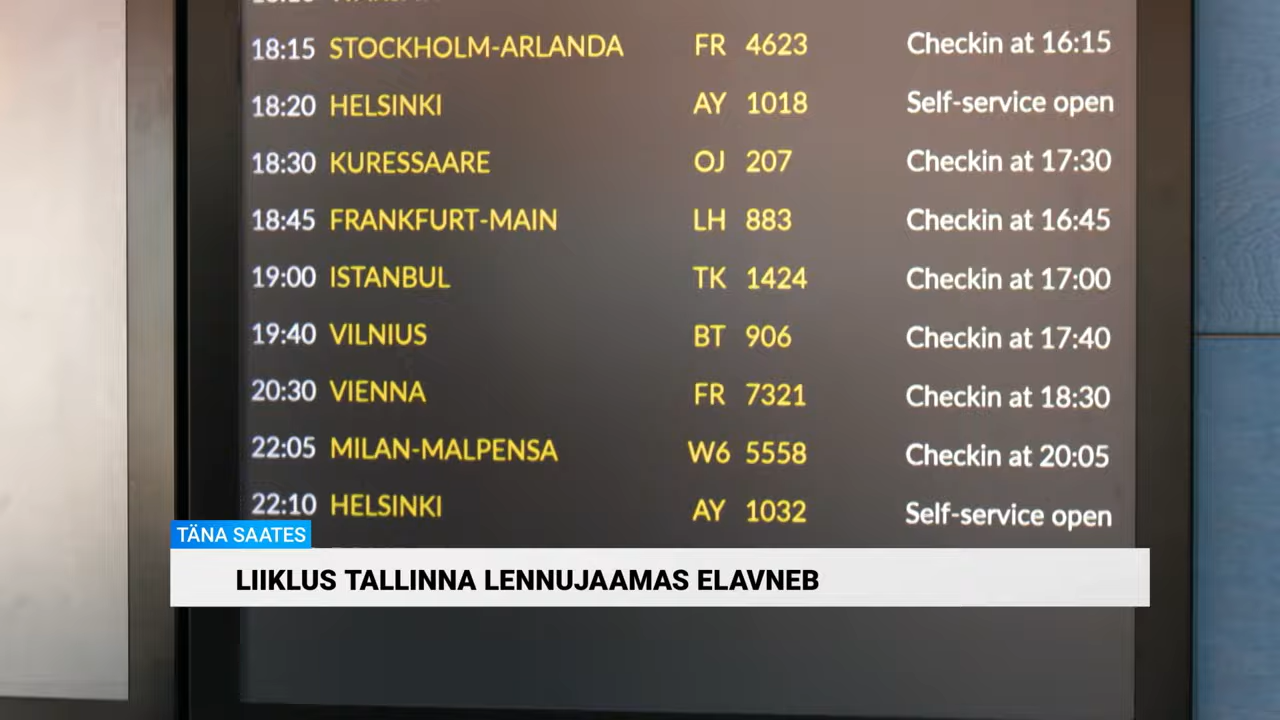 18:15 STOCKHOLM-ARLANDA FR 4623 Checkin at 16:15
18:20 HELSINKI AY 1018 Self-service open
18:30 KURESSAARE OJ 207 Checkin at 17:30
18:45 FRANKFURT-MAIN LH 883 Checkin at 16:45
19:00 ISTANBUL TK 1424 Checkin at 17:00
19:40 VILNIUS BT 906 Checkin at 17:40
20:30 VIENNA FR 7321 Checkin at 18:30
22:05 MILAN-MALPENSA W6 5558 Checkin at 20:05
22:10 HELSINKI AY 1032 Self-service open
TÄNA SAATES
LIIKLUS TALLINNA LENNUJAAMAS ELAVNEB